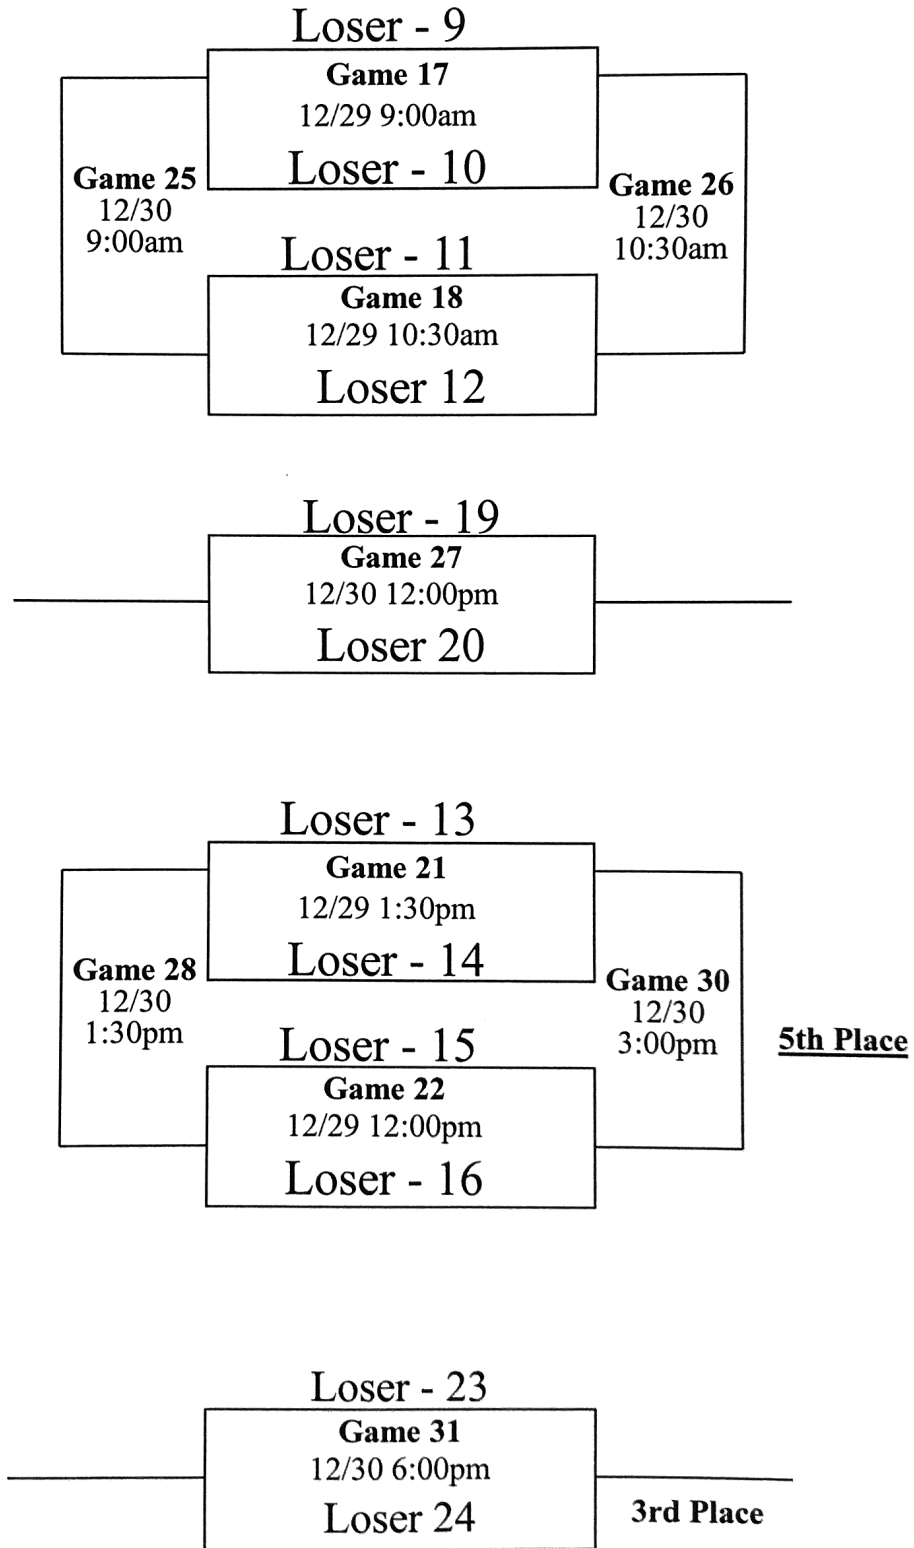 Loser - 9
Game 17
12/29 9:00am
Loser - 10
Game 25
12/30
9:00am
Game 26
12/30
10:30am
Loser - 11
Game 18
12/29 10:30am
Loser 12
Loser - 19
Game 27
12/30 12:00pm
Loser 20
Loser - 13
Game 21
12/29 1:30pm
Loser - 14
Game 28
12/30
1:30pm
Game 30
12/30
3:00pm
5th Place
Loser - 15
Game 22
12/29 12:00pm
Loser - 16
Loser - 23
Game 31
12/30 6:00pm
Loser 24
3rd Place